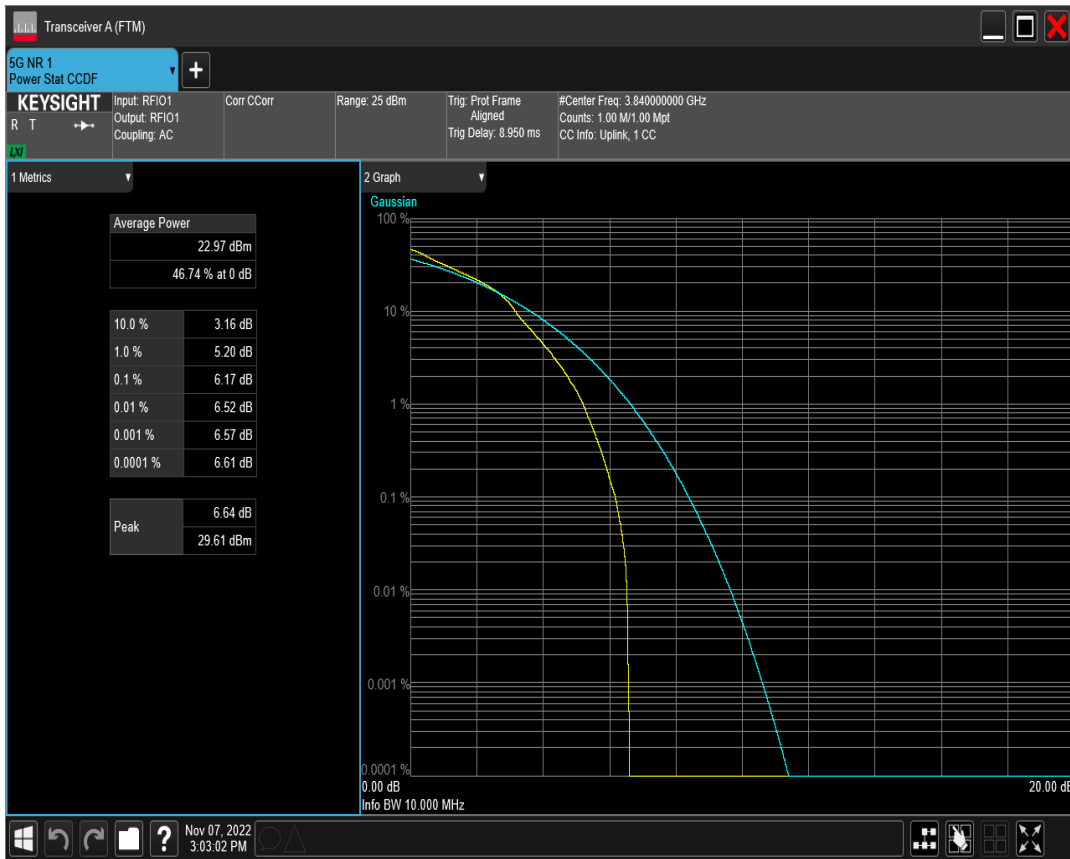 Transceiver A (FTM)
5G NR 1
Power Stat CCDF
+
KEYSIGHT
R T
LXI
Input: RFIO1
Output: RFIO1
Coupling: AC
Corr CCorr
Range: 25 dBm
Trig: Prot Frame
Aligned
Trig Delay: 8.950 ms
#Center Freq: 3.840000000 GHz
Counts: 1.00 M/1.00 Mpt
CC Info: Uplink, 1 CC
1 Metrics
Average Power
22.97 dBm
46.74 % at 0 dB
10.0 % 3.16 dB
1.0 % 5.20 dB
0.1 % 6.17 dB
0.01 % 6.52 dB
0.001 % 6.57 dB
0.0001 % 6.61 dB
Peak 6.64 dB
29.61 dBm
2 Graph
Gaussian
100 %
10 %
1 %
0.1 %
0.01 %
0.001 %
0.0001 %
0.00 dB 20.00 dB
Info BW 10.000 MHz
?
Nov 07, 2022
3:03:02 PM